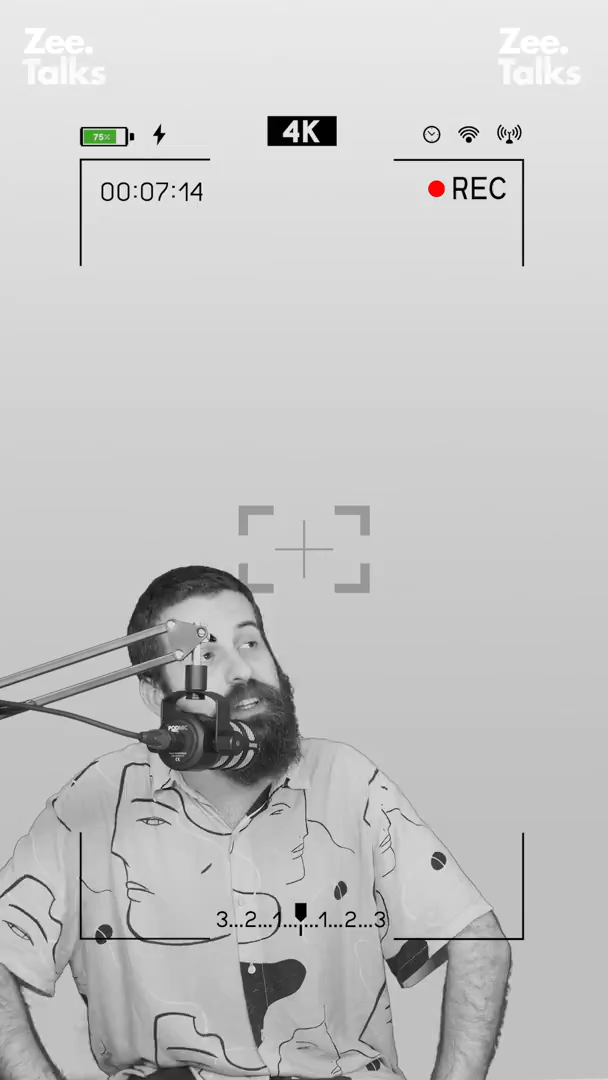 Zee.
Talks
Zee.
Talks
75%
4K
00:07:14
REC
PODMIC
3...2...1......1...2...3